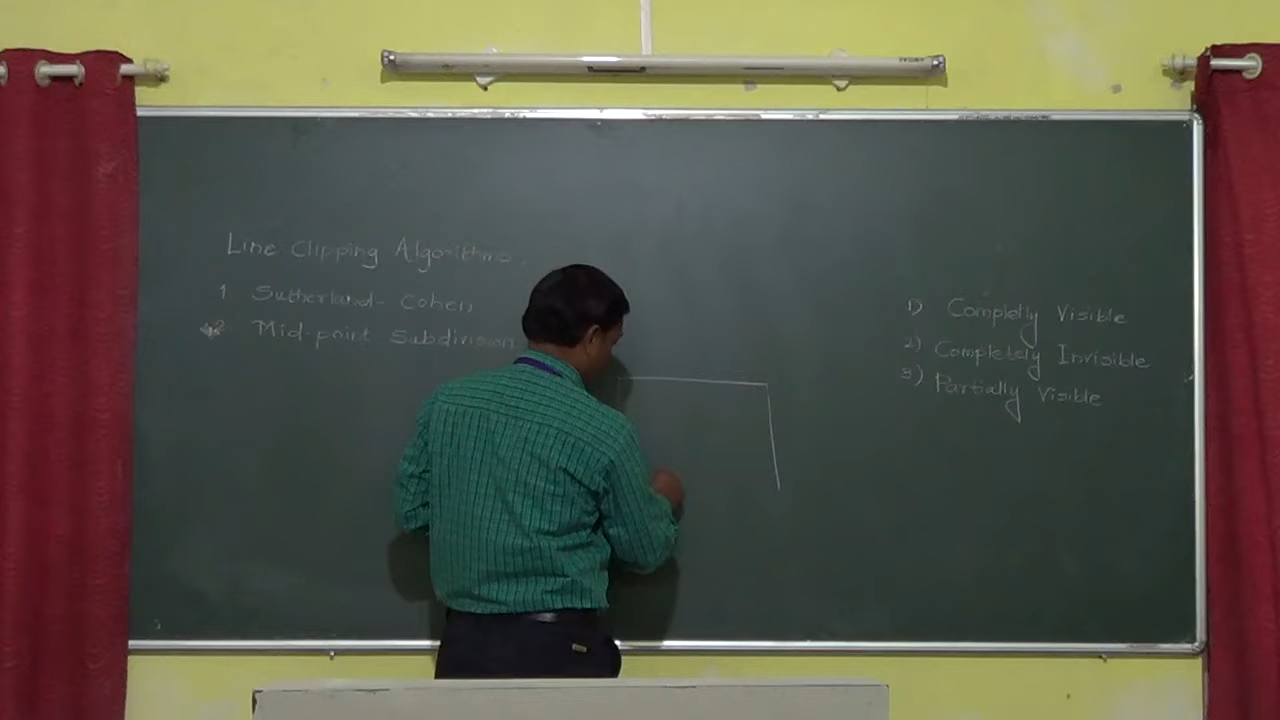 Line Clipping Algorithms.
1 Sutherland - Cohen
2 Mid-point Subdivision
1) Completly Visible
2) Completely Invisible
3) Partially Visible